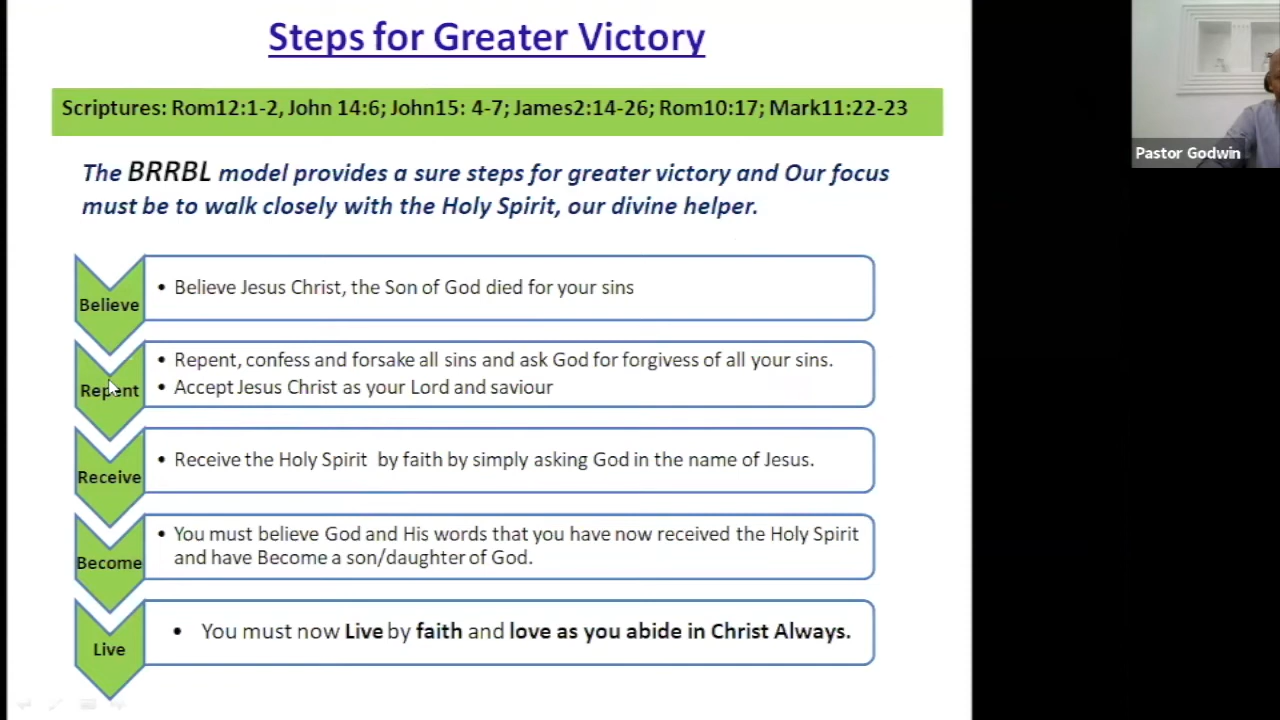 Steps for Greater Victory
Scriptures: Rom12:1-2, John 14:6; John15: 4-7; James2:14-26; Rom10:17; Mark11:22-23
Pastor Godwin
The BRRBL model provides a sure steps for greater victory and Our focus
must be to walk closely with the Holy Spirit, our divine helper.
Believe
• Believe Jesus Christ, the Son of God died for your sins
Repent
• Repent, confess and forsake all sins and ask God for forgivess of all your sins.
• Accept Jesus Christ as your Lord and saviour
Receive
• Receive the Holy Spirit by faith by simply asking God in the name of Jesus.
Become
• You must believe God and His words that you have now received the Holy Spirit
and have Become a son/daughter of God.
Live
• You must now Live by faith and love as you abide in Christ Always.